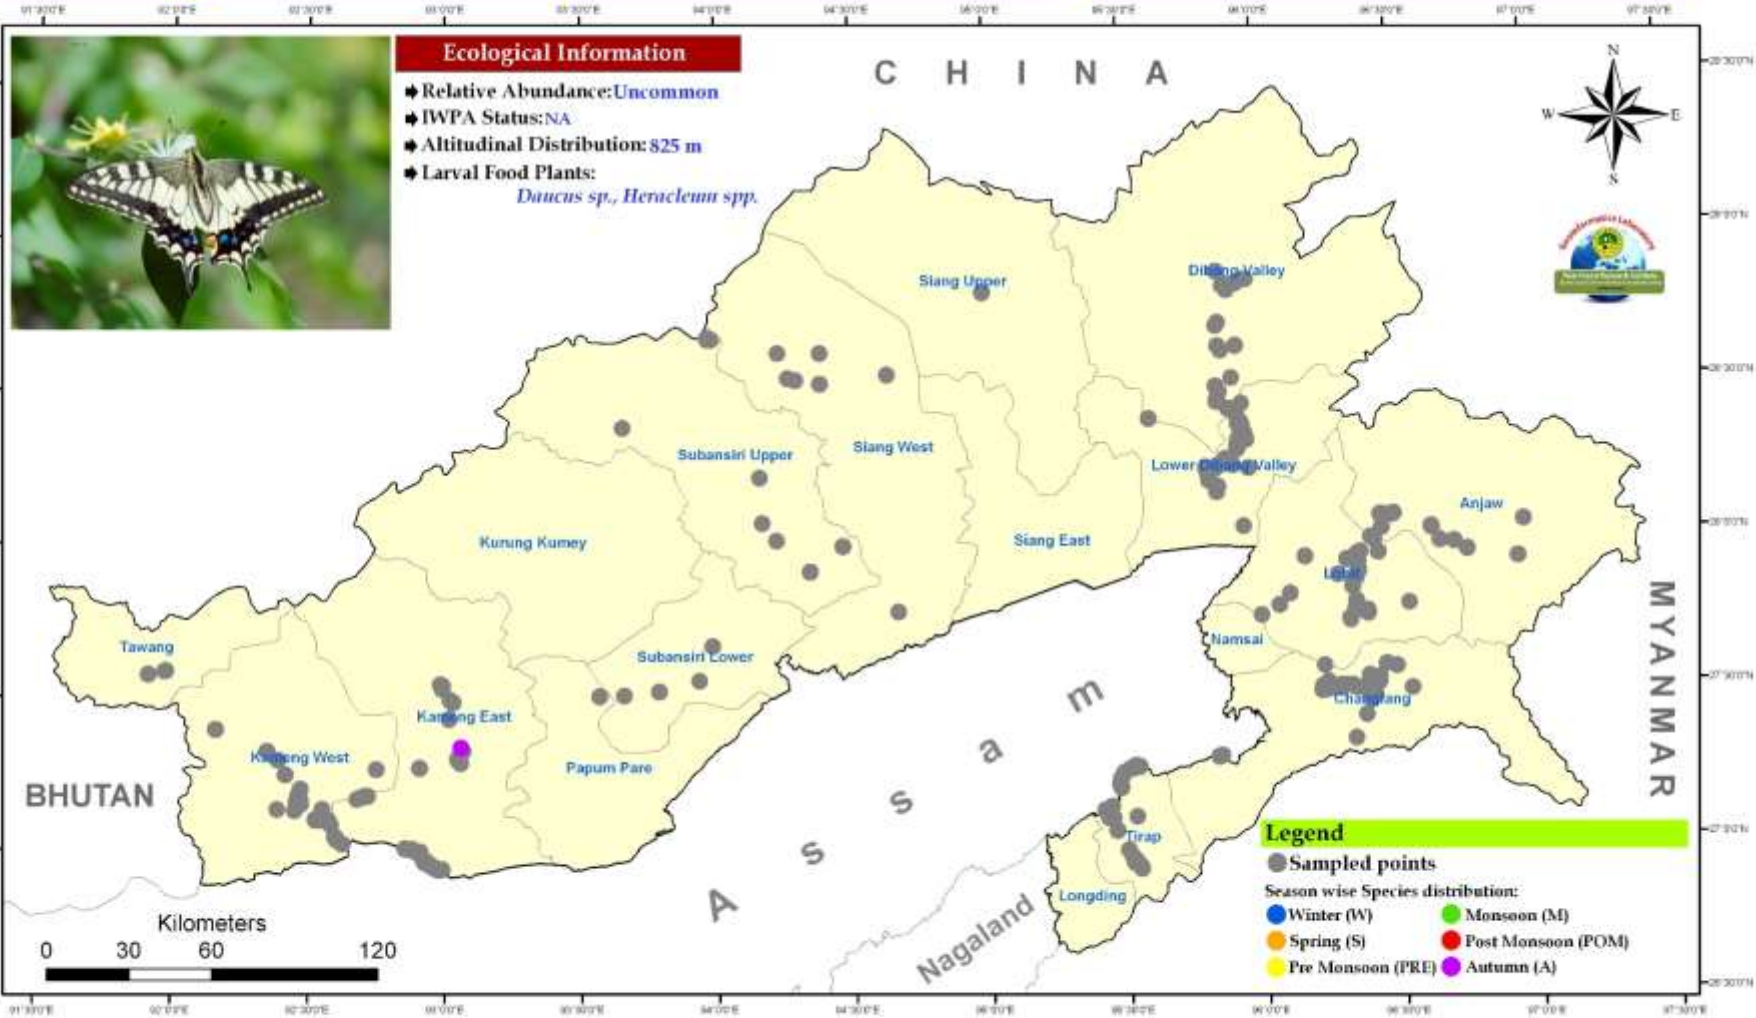 Ecological Information
Relative Abundance:Uncommon
IWPA Status:NA
Altitudinal Distribution: 825 m
Larval Food Plants:
Daucus sp., Heracleum spp.
CHINA
N
W
E
S
Dibang Valley
Siang Upper
Subansiri Upper
Siang West
Lower Dibang Valley
Anjaw
Kurung Kumey
Siang East
Lohit
Namsai
Tawang
Subansiri Lower
MYANMAR
Changlang
Kameng East
Kameng West
Papum Pare
BHUTAN
Assam
Tirap
Longding
Nagaland
Kilometers
0 30 60 120
Legend
Sampled points
Season wise Species distribution:
Winter (W)
Monsoon (M)
Spring (S)
Post Monsoon (POM)
Pre Monsoon (PRE)
Autumn (A)